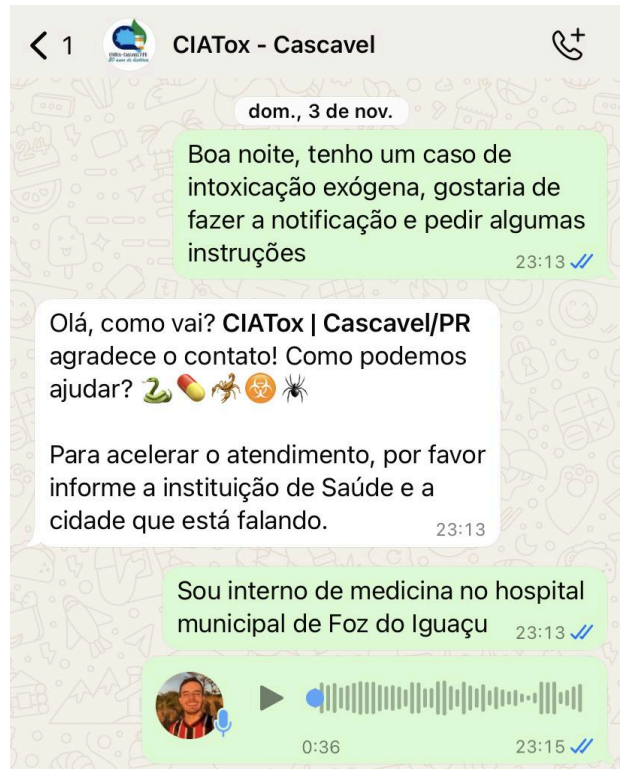 1
CIATox - Cascavel
dom., 3 de nov.
Boa noite, tenho um caso de
intoxicação exógena, gostaria de
fazer a notificação e pedir algumas
instruções
23:13
Olá, como vai? CIATox | Cascavel/PR
agradece o contato! Como podemos
ajudar? 🐍💊🦂☣️🕷️
Para acelerar o atendimento, por favor
informe a instituição de Saúde e a
cidade que está falando.
23:13
Sou interno de medicina no hospital
municipal de Foz do Iguaçu
23:13
0:36
23:15